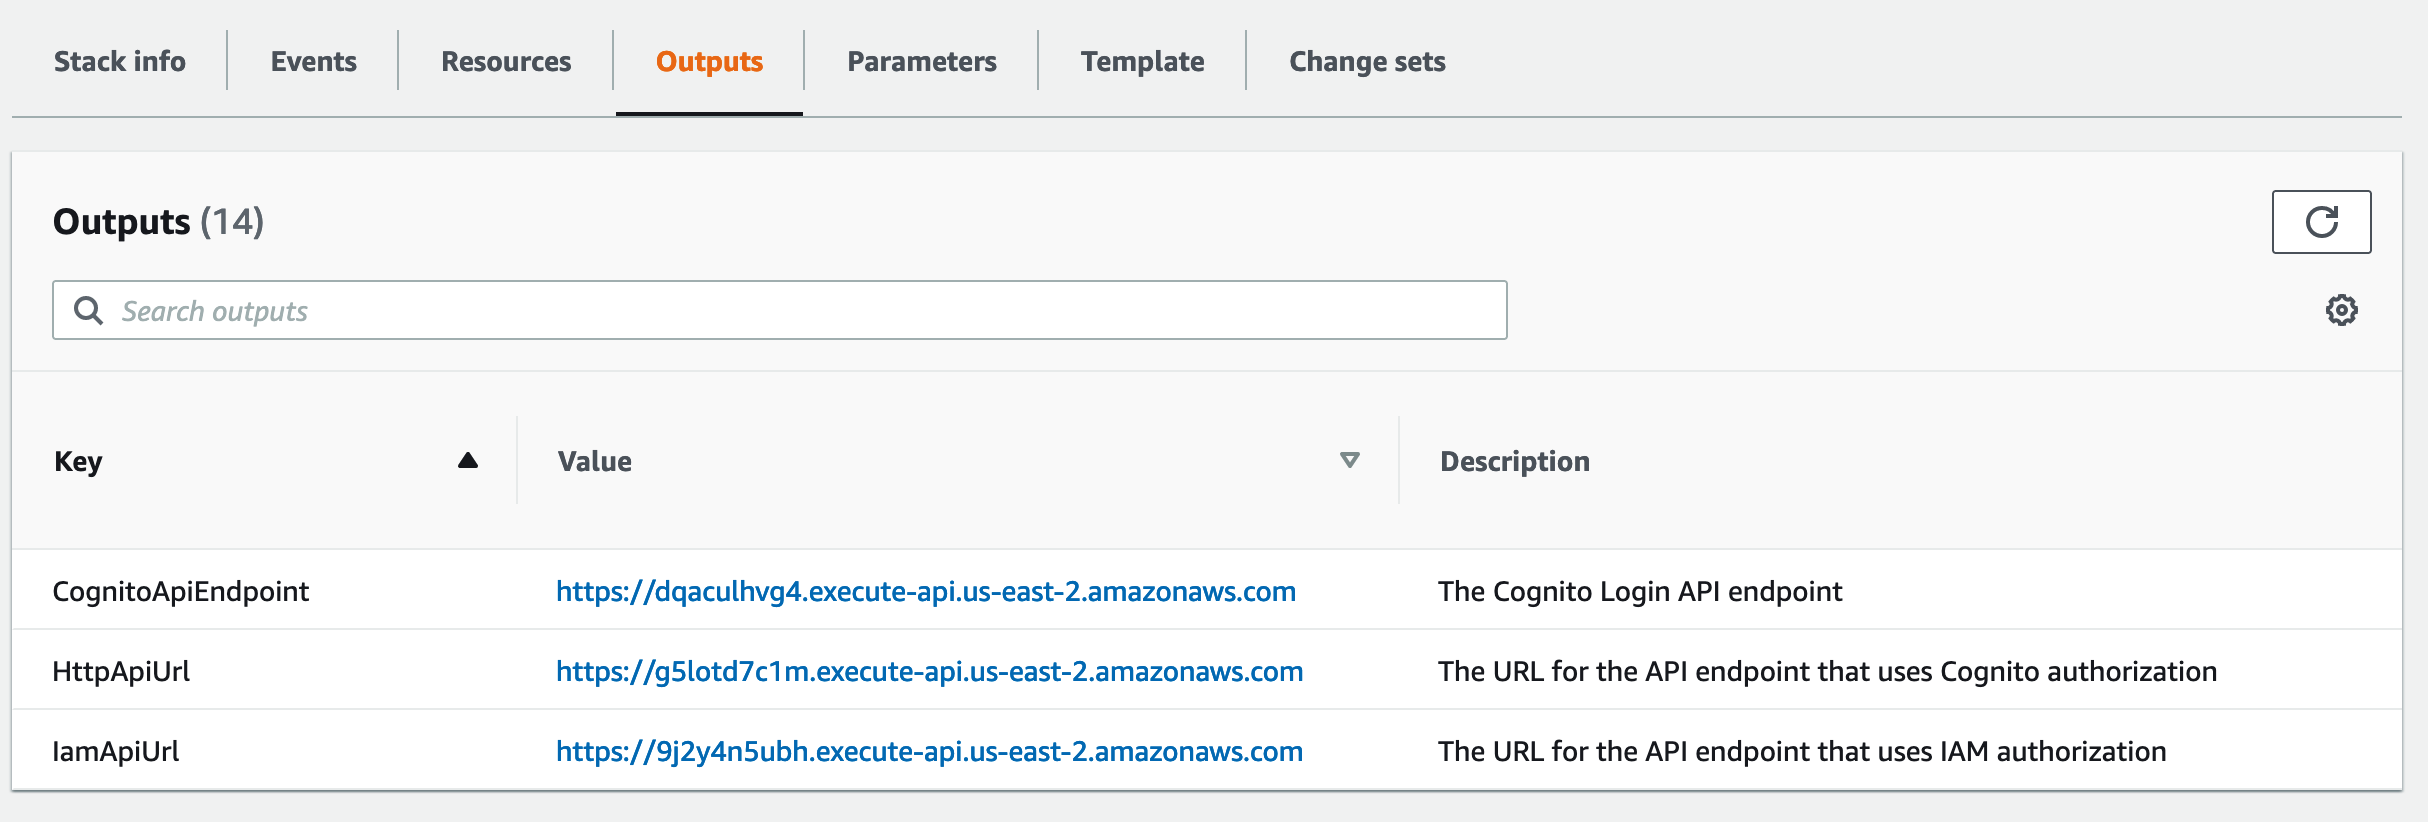 Stack info Events Resources Outputs Parameters Template Change sets
Outputs (14)
Search outputs
Key Value Description
CognitoApiEndpoint https://dqaculhvg4.execute-api.us-east-2.amazonaws.com The Cognito Login API endpoint
HttpApiUrl https://g5lotd7c1m.execute-api.us-east-2.amazonaws.com The URL for the API endpoint that uses Cognito authorization
IamApiUrl https://9j2y4n5ubh.execute-api.us-east-2.amazonaws.com The URL for the API endpoint that uses IAM authorization